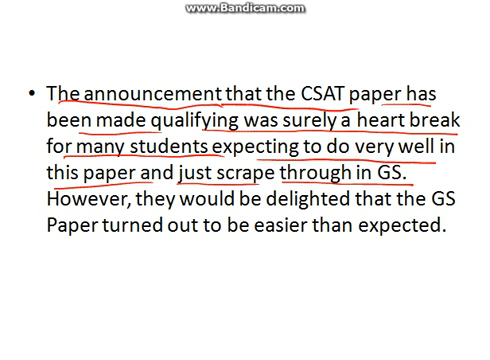 www.Bandicam.com
• The announcement that the CSAT paper has
been made qualifying was surely a heart break
for many students expecting to do very well in
this paper and just scrape through in GS.
However, they would be delighted that the GS
Paper turned out to be easier than expected.